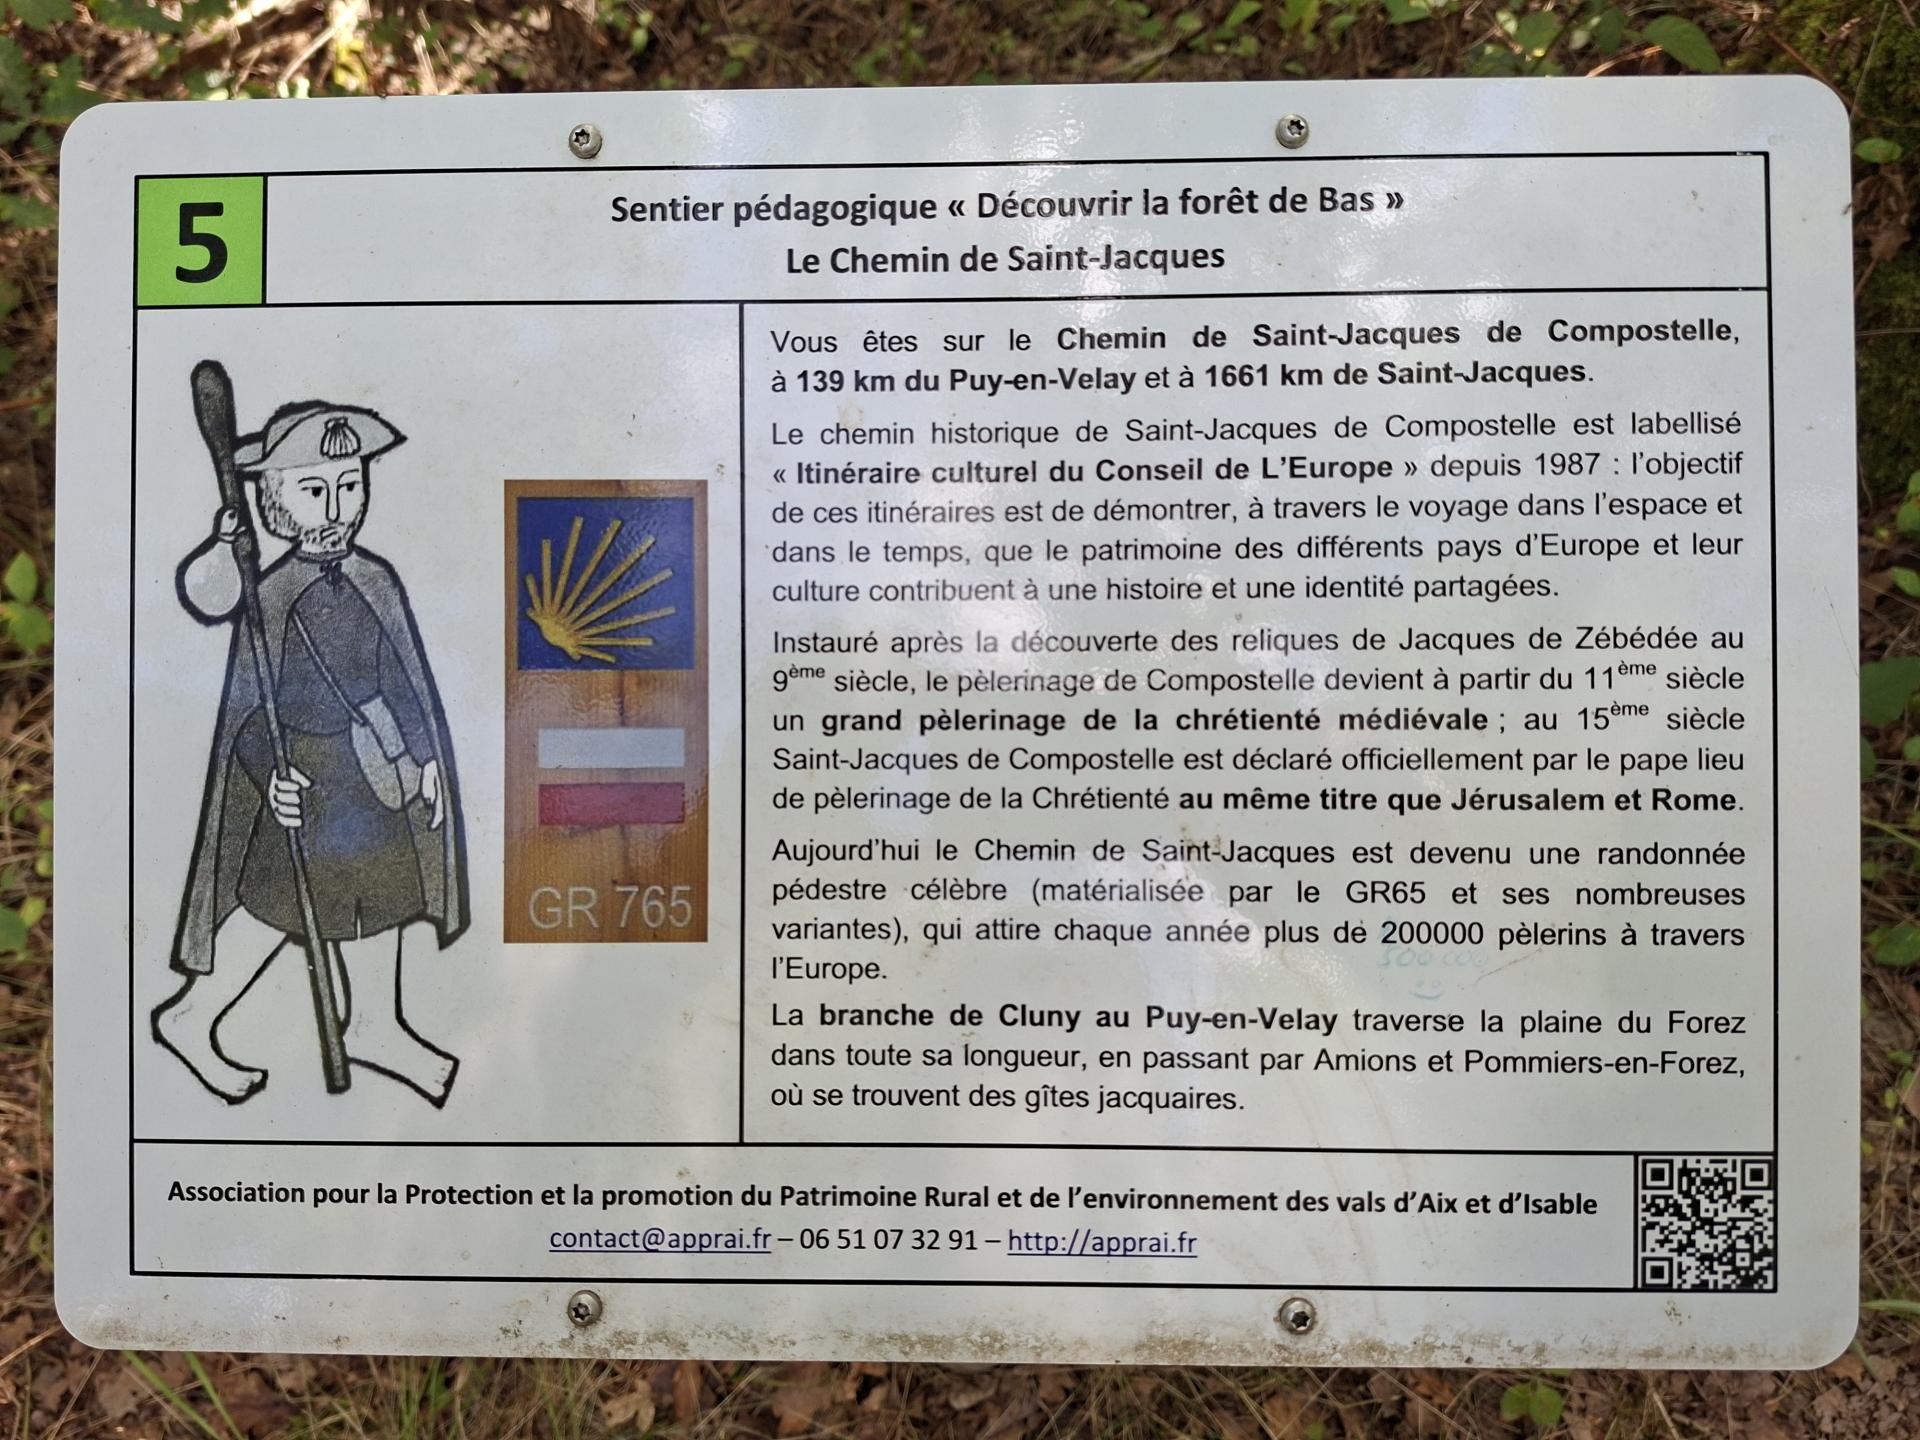 5
Sentier pédagogique « Découvrir la forêt de Bas »
Le Chemin de Saint-Jacques
GR 765
Vous êtes sur le Chemin de Saint-Jacques de Compostelle,
à 139 km du Puy-en-Velay et à 1661 km de Saint-Jacques.
Le chemin historique de Saint-Jacques de Compostelle est labellisé
« Itinéraire culturel du Conseil de L'Europe » depuis 1987 : l'objectif
de ces itinéraires est de démontrer, à travers le voyage dans l'espace et
dans le temps, que le patrimoine des différents pays d'Europe et leur
culture contribuent à une histoire et une identité partagées.
Instauré après la découverte des reliques de Jacques de Zébédée au
9ème siècle, le pèlerinage de Compostelle devient à partir du 11ème siècle
un grand pèlerinage de la chrétienté médiévale ; au 15ème siècle
Saint-Jacques de Compostelle est déclaré officiellement par le pape lieu
de pèlerinage de la Chrétienté au même titre que Jérusalem et Rome.
Aujourd'hui le Chemin de Saint-Jacques est devenu une randonnée
pédestre célèbre (matérialisée par le GR65 et ses nombreuses
variantes), qui attire chaque année plus de 200000 pèlerins à travers
l'Europe.
La branche de Cluny au Puy-en-Velay traverse la plaine du Forez
dans toute sa longueur, en passant par Amions et Pommiers-en-Forez,
où se trouvent des gîtes jacquaires.
Association pour la Protection et la promotion du Patrimoine Rural et de l'environnement des vals d'Aix et d'Isable
contact@apprai.fr – 06 51 07 32 91 – http://apprai.fr